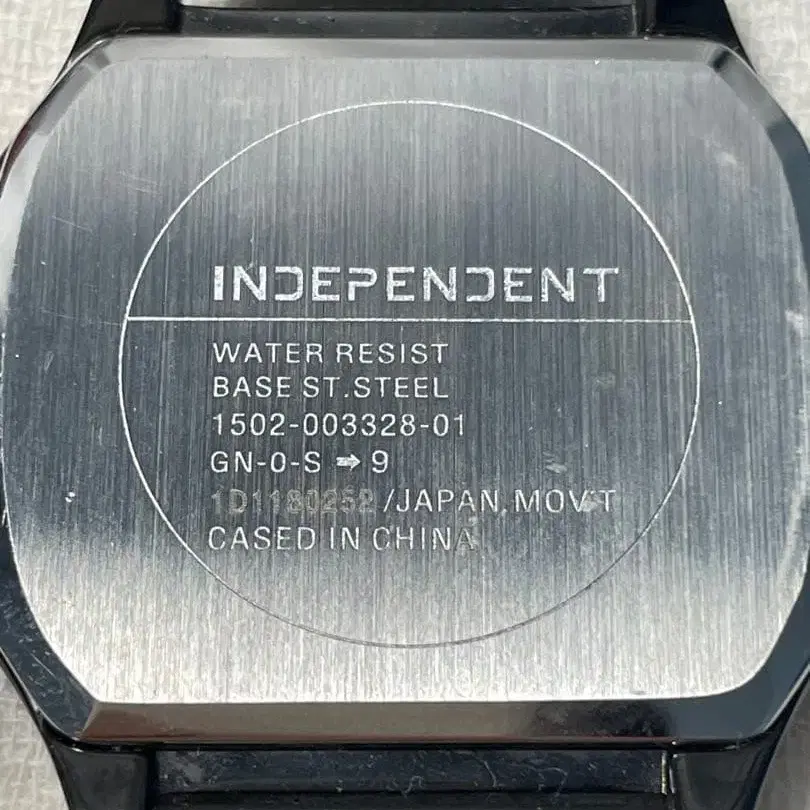 INDEPENDENT
WATER RESIST
BASE ST.STEEL
1502-003328-01
GN-0-S ➡ 9
1D1180252 /JAPAN.MOV'T
CASED IN CHINA